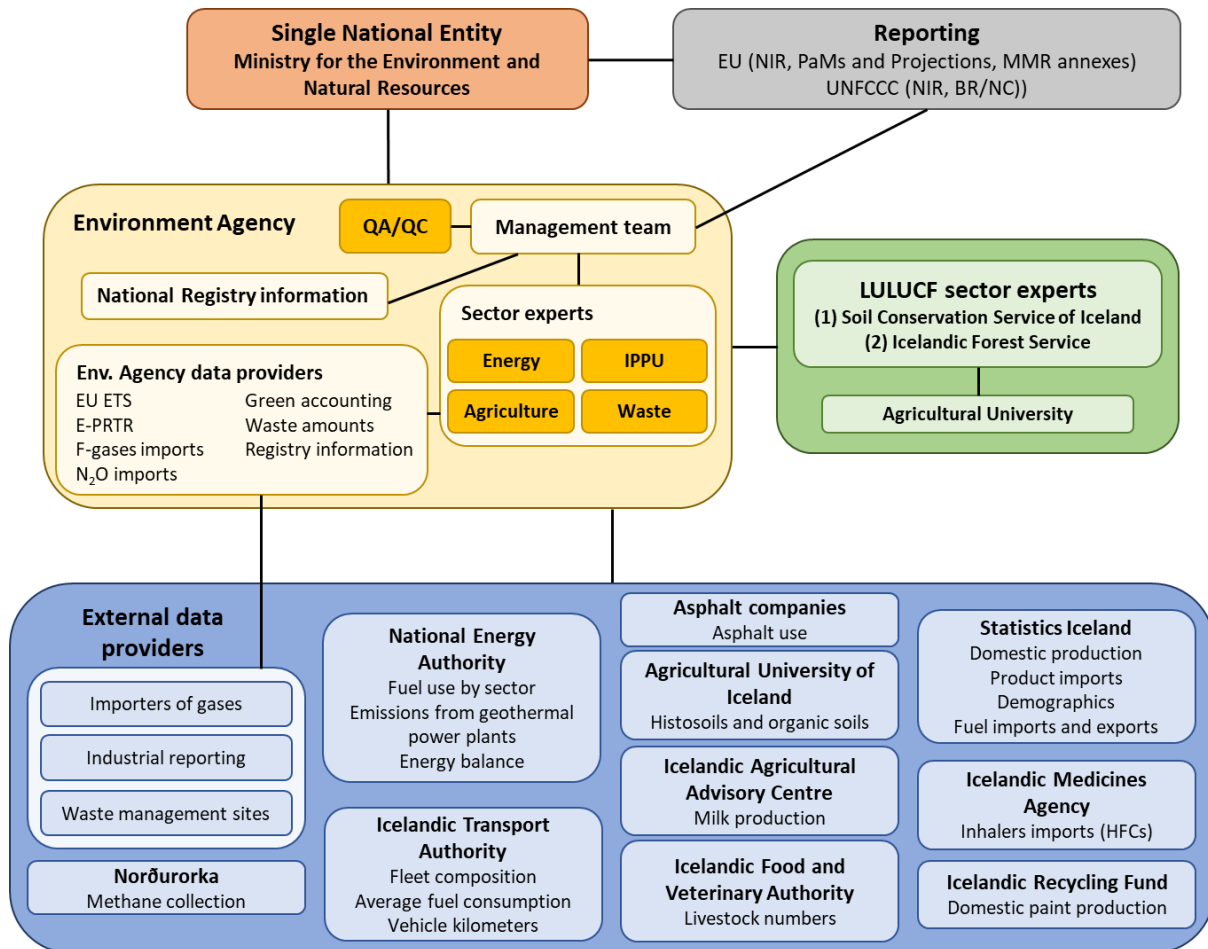 Single National Entity
Ministry for the Environment and
Natural Resources
Reporting
EU (NIR, PaMs and Projections, MMR annexes)
UNFCCC (NIR, BR/NC))
Environment Agency
QA/QC
Management team
National Registry information
Sector experts
Energy
IPPU
Agriculture
Waste
Env. Agency data providers
EU ETS
E-PRTR
F-gases imports
N₂O imports
Green accounting
Waste amounts
Registry information
LULUCF sector experts
(1) Soil Conservation Service of Iceland
(2) Icelandic Forest Service
Agricultural University
External data
providers
Importers of gases
Industrial reporting
Waste management sites
Norðurorka
Methane collection
National Energy
Authority
Fuel use by sector
Emissions from geothermal
power plants
Energy balance
Icelandic Transport
Authority
Fleet composition
Average fuel consumption
Vehicle kilometers
Asphalt companies
Asphalt use
Agricultural University of
Iceland
Histosoils and organic soils
Icelandic Agricultural
Advisory Centre
Milk production
Icelandic Food and
Veterinary Authority
Livestock numbers
Statistics Iceland
Domestic production
Product imports
Demographics
Fuel imports and exports
Icelandic Medicines
Agency
Inhalers imports (HFCs)
Icelandic Recycling Fund
Domestic paint production